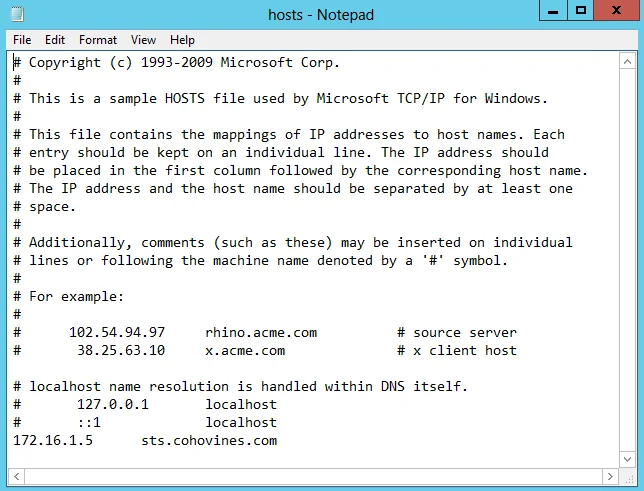 hosts - Notepad
File Edit Format View Help
# Copyright (c) 1993-2009 Microsoft Corp.
#
# This is a sample HOSTS file used by Microsoft TCP/IP for Windows.
#
# This file contains the mappings of IP addresses to host names. Each
# entry should be kept on an individual line. The IP address should
# be placed in the first column followed by the corresponding host name.
# The IP address and the host name should be separated by at least one
# space.
#
# Additionally, comments (such as these) may be inserted on individual
# lines or following the machine name denoted by a '#' symbol.
#
# For example:
#
#      102.54.94.97     rhino.acme.com          # source server
#       38.25.63.10     x.acme.com              # x client host

# localhost name resolution is handled within DNS itself.
#       127.0.0.1       localhost
#       ::1             localhost
172.16.1.5      sts.cohovines.com